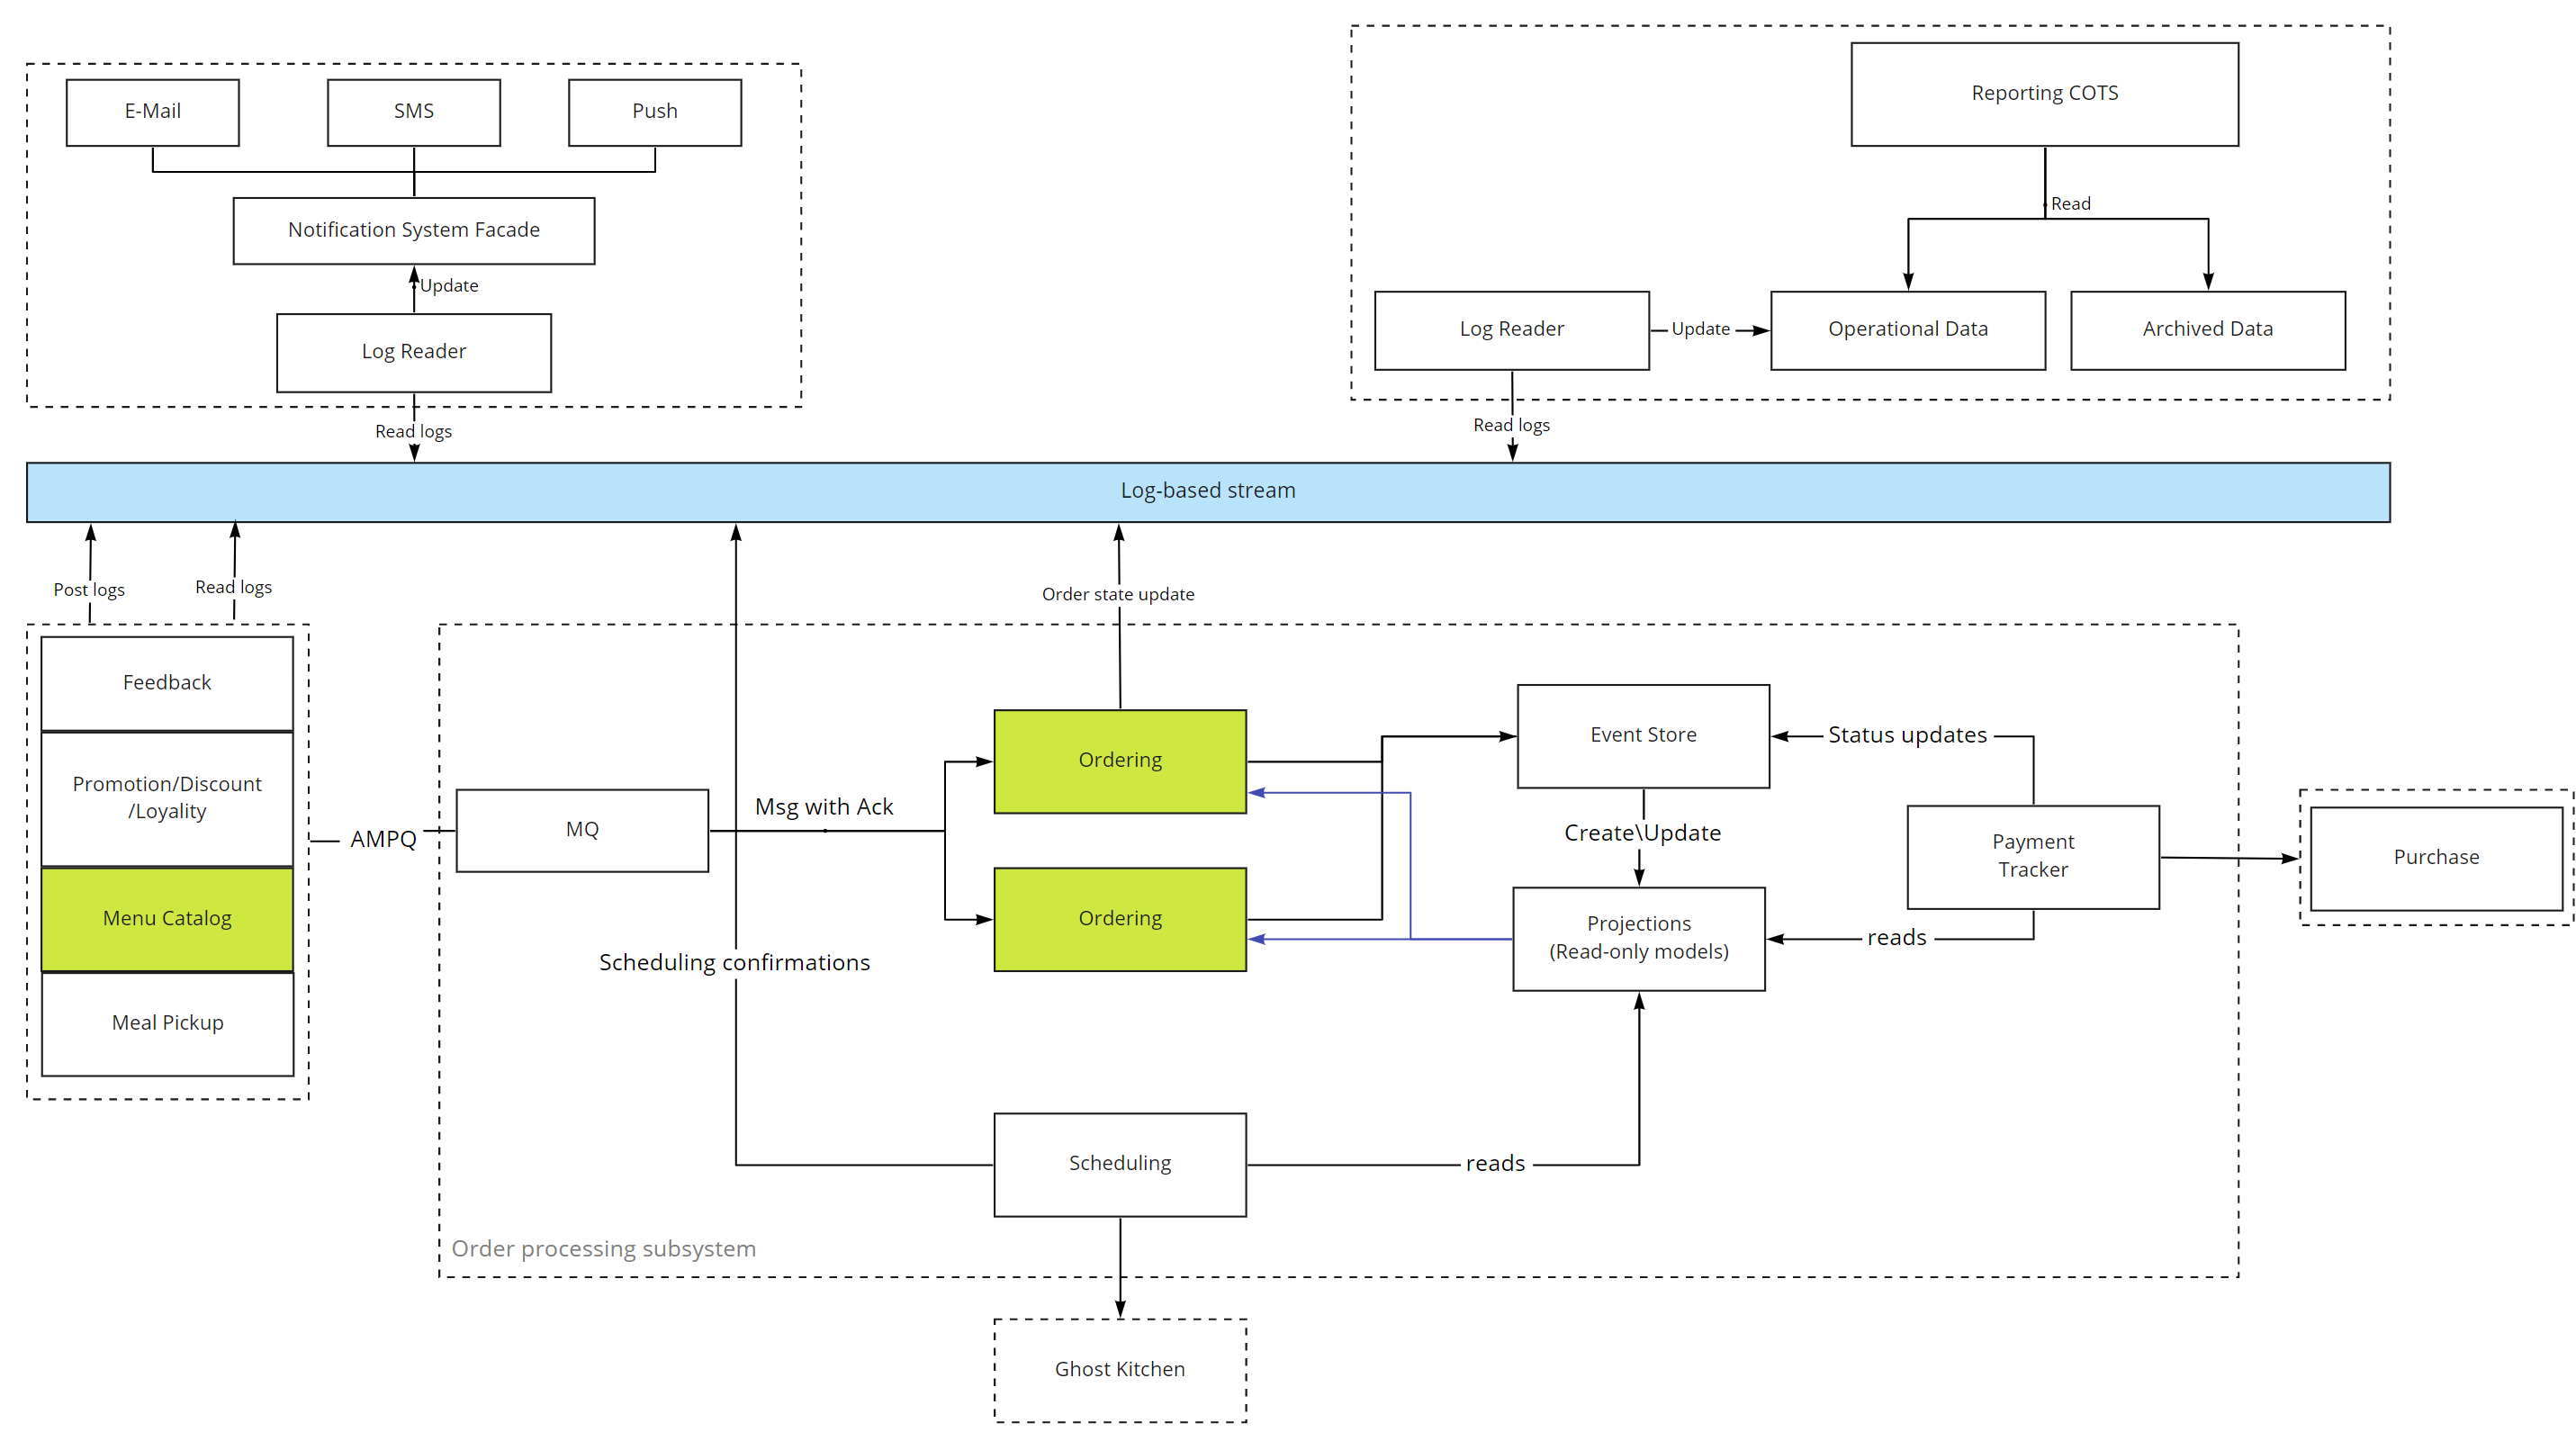 E-Mail
SMS
Push
Notification System Facade
Update
Log Reader
Read logs
Reporting COTS
Read
Log Reader
Update
Operational Data
Archived Data
Read logs
Log-based stream
Post logs
Read logs
Order state update
Feedback
Promotion/Discount
/Loyality
Menu Catalog
Meal Pickup
AMPQ
MQ
Msg with Ack
Scheduling confirmations
Ordering
Ordering
Event Store
Status updates
Create\Update
Projections
(Read-only models)
reads
Payment
Tracker
Purchase
Scheduling
reads
Order processing subsystem
Ghost Kitchen